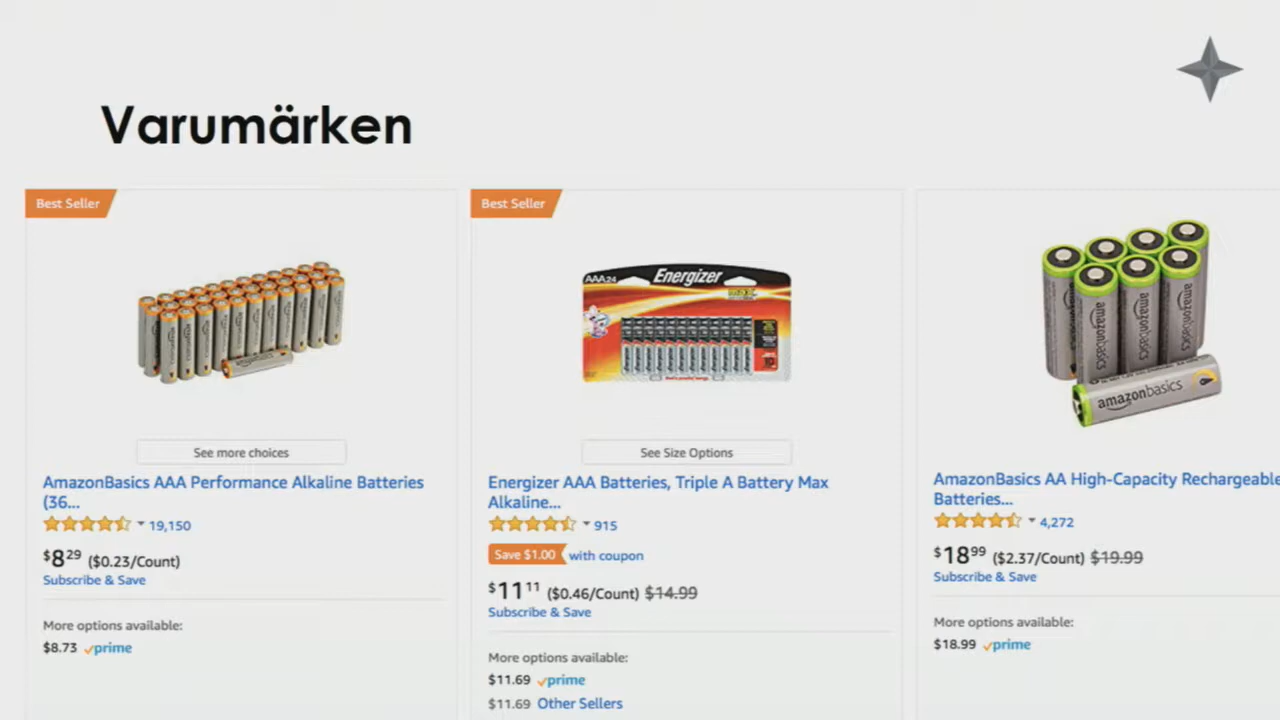 Varumärken
Best Seller
AAA24
Energizer
max
See more choices
AmazonBasics AAA Performance Alkaline Batteries
(36...
19,150
$8.29 ($0.23/Count)
Subscribe & Save
More options available:
$8.73 prime
Best Seller
See Size Options
Energizer AAA Batteries, Triple A Battery Max
Alkaline...
915
Save $1.00 with coupon
$11.11 ($0.46/Count) $14.99
Subscribe & Save
More options available:
$11.69 prime
$11.69 Other Sellers
amazonbasics
amazonbasics
amazonbasics
amazonbasics
AmazonBasics AA High-Capacity Rechargeable
Batteries...
4,272
$18.99 ($2.37/Count) $19.99
Subscribe & Save
More options available:
$18.99 prime